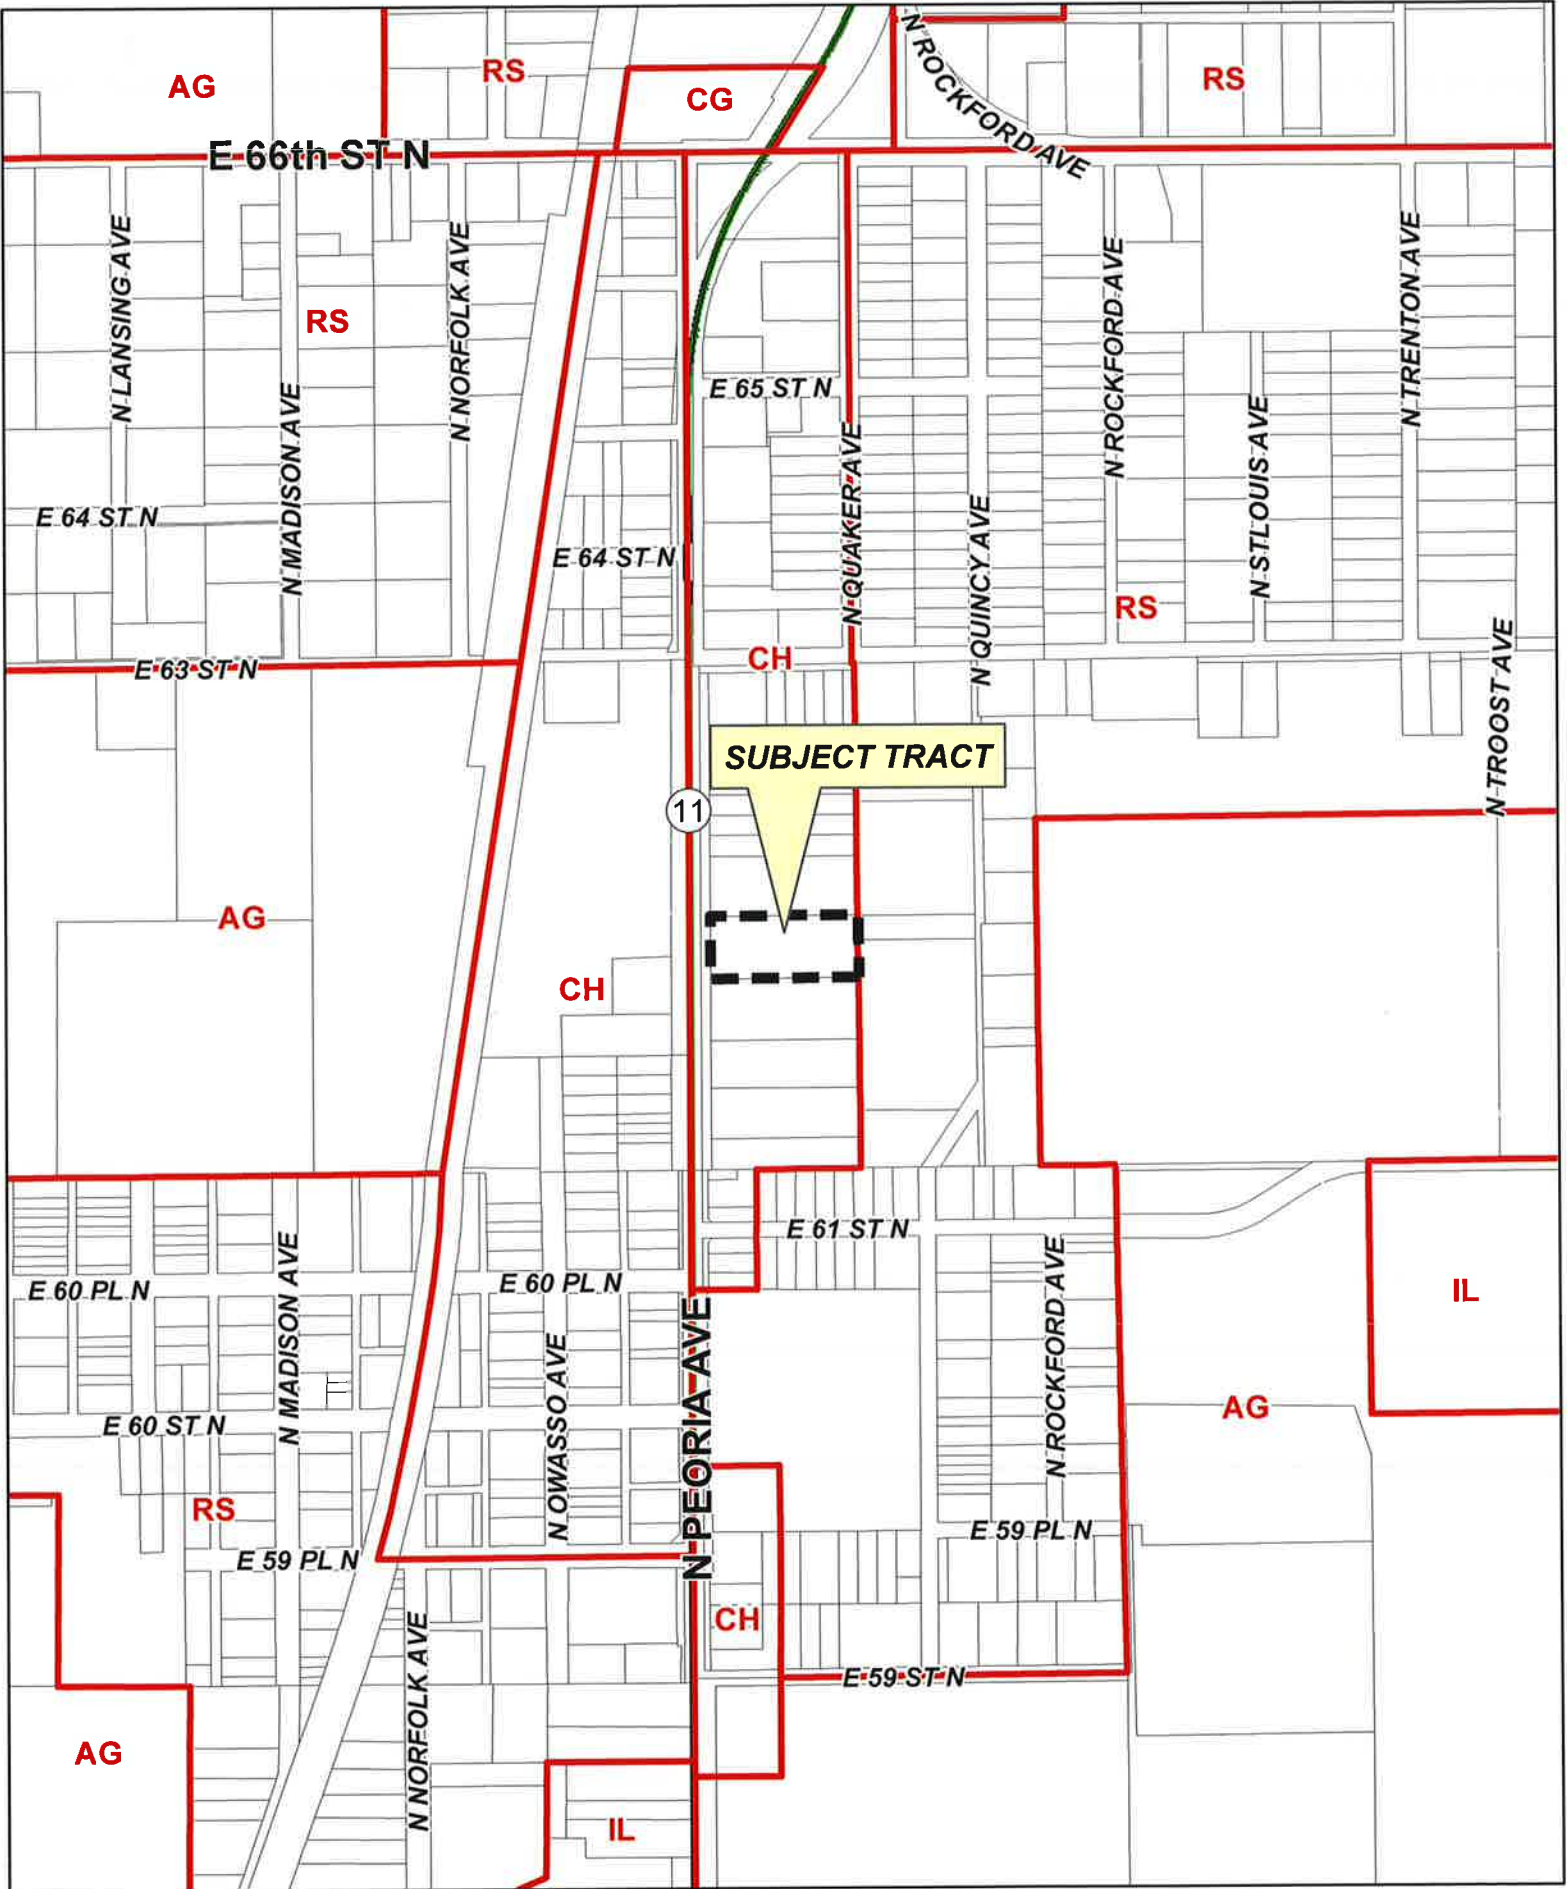 N ROCKFORD AVE
RS
RS
AG
CG
E 66th ST N
N LANSING AVE
N NORFOLK AVE
N ROCKFORD AVE
N TRENTON AVE
RS
E 65 ST N
N MADISON AVE
N QUAKER AVE
N STLOUIS AVE
N QUINCY AVE
E 64 ST N
E 64 ST N
RS
N TROOST AVE
CH
E 63 ST N
SUBJECT TRACT
11
AG
CH
E 61 ST N
N MADISON AVE
N ROCKFORD AVE
E 60 PL N
E 60 PL N
IL
N PEORIA AVE
N OWASSO AVE
AG
E 60 ST N
RS
E 59 PL N
E 59 PL N
CH
N NORFOLK AVE
E 59 ST N
AG
IL